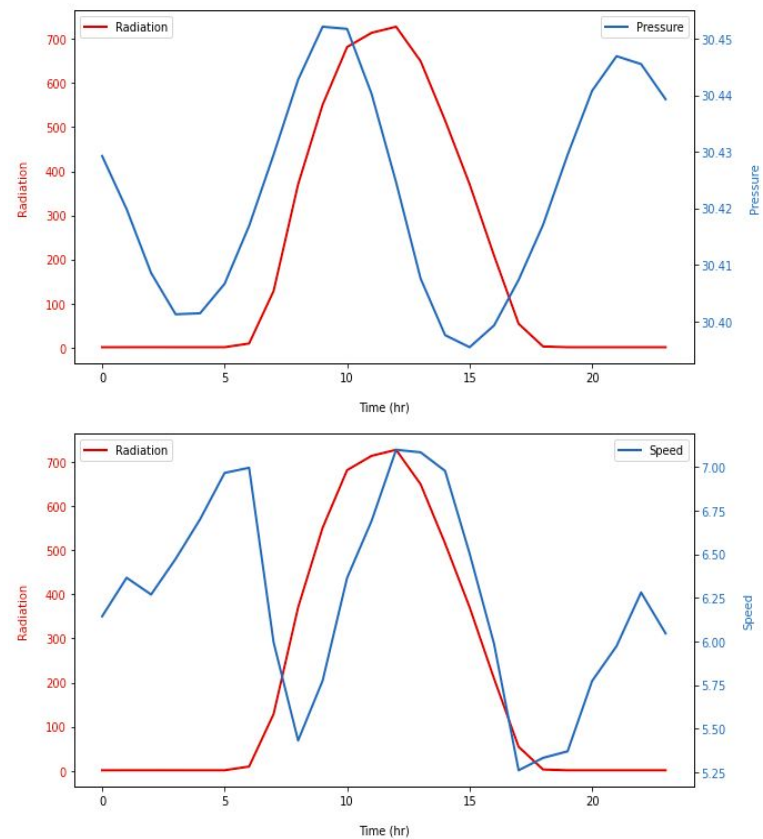 Radiation
Pressure
700
600
500
400
300
200
100
0
Radiation
30.45
30.44
30.43
30.42
30.41
30.40
Pressure
0 5 10 15 20
Time (hr)
Radiation
Speed
700
600
500
400
300
200
100
0
Radiation
7.00
6.75
6.50
6.25
6.00
5.75
5.50
5.25
Speed
0 5 10 15 20
Time (hr)